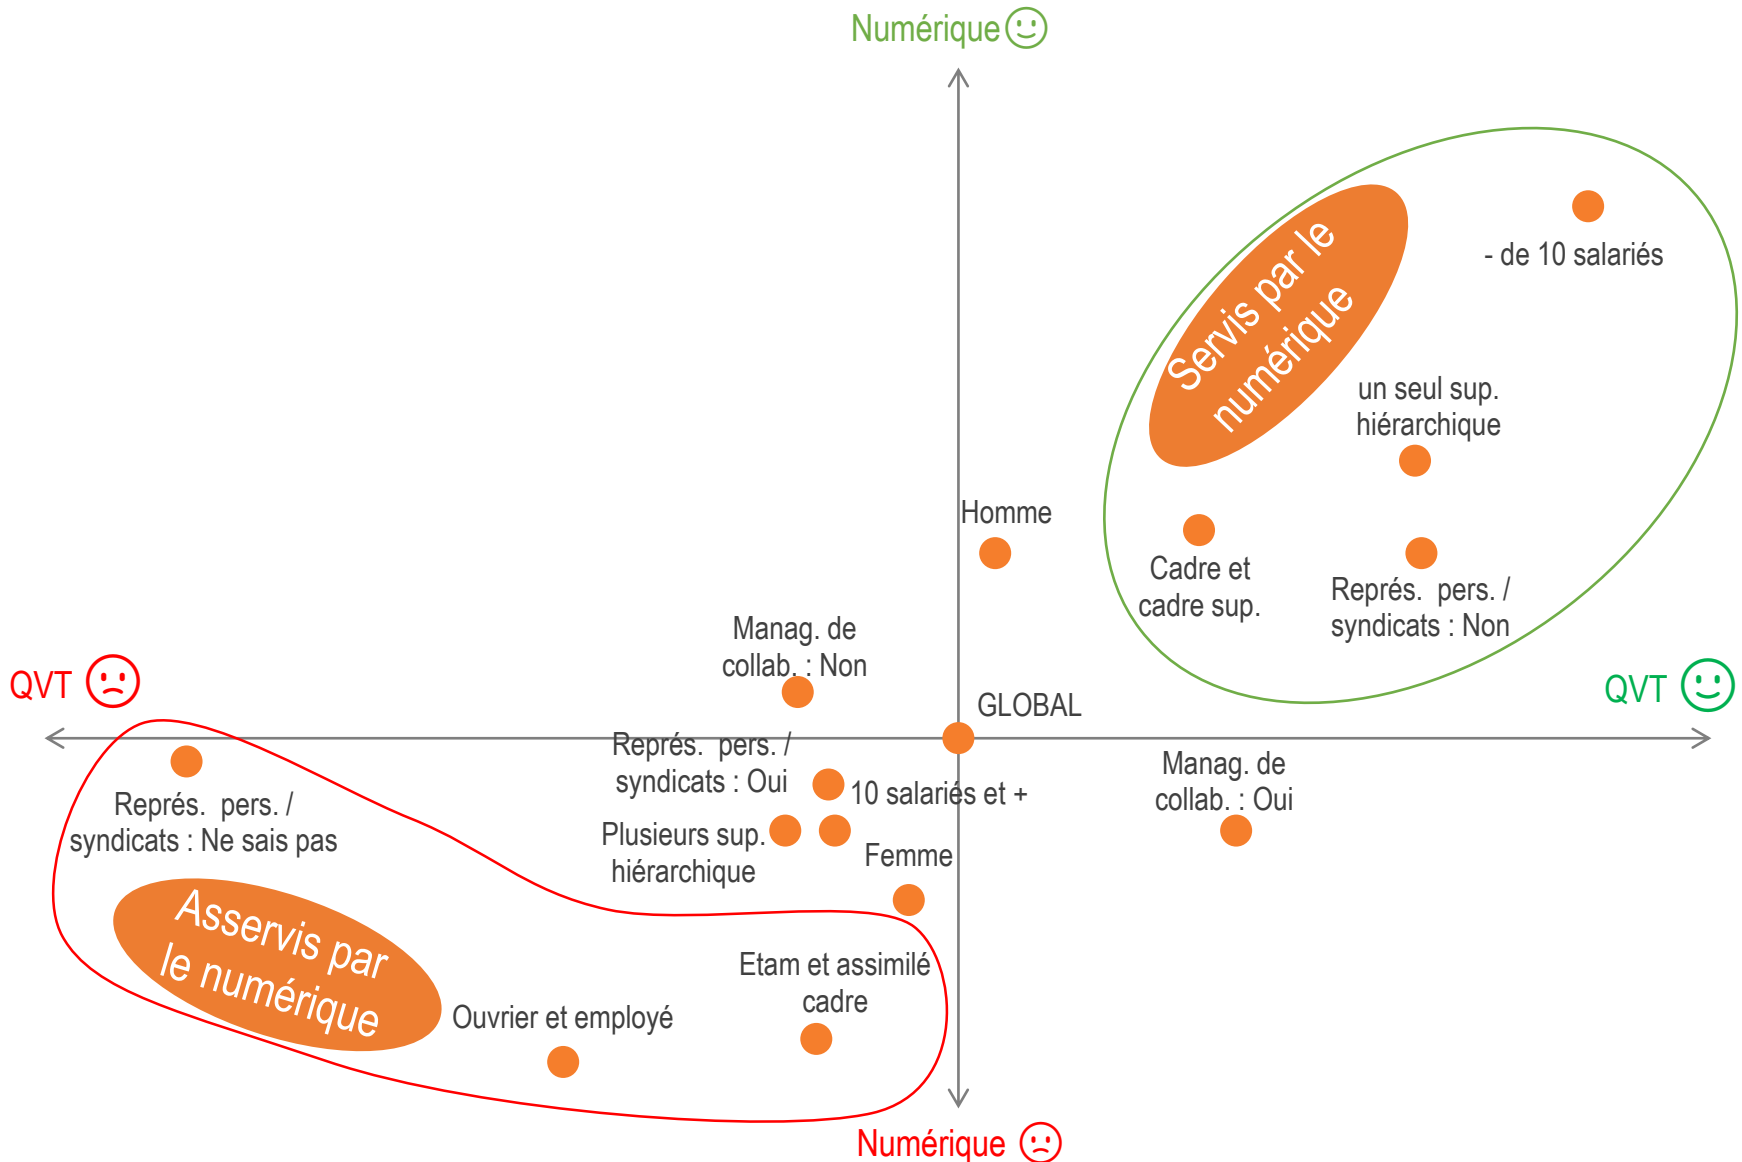 Numérique
- de 10 salariés
Servis par le
numérique
un seul sup.
hiérarchique
Homme
Cadre et
cadre sup.
Représ. pers. /
syndicats : Non
Manag. de
collab. : Non
QVT
QVT
GLOBAL
Représ. pers. /
syndicats : Oui
10 salariés et +
Manag. de
collab. : Oui
Représ. pers. /
syndicats : Ne sais pas
Plusieurs sup.
hiérarchique
Femme
Asservis par
le numérique
Etam et assimilé
cadre
Ouvrier et employé
Numérique